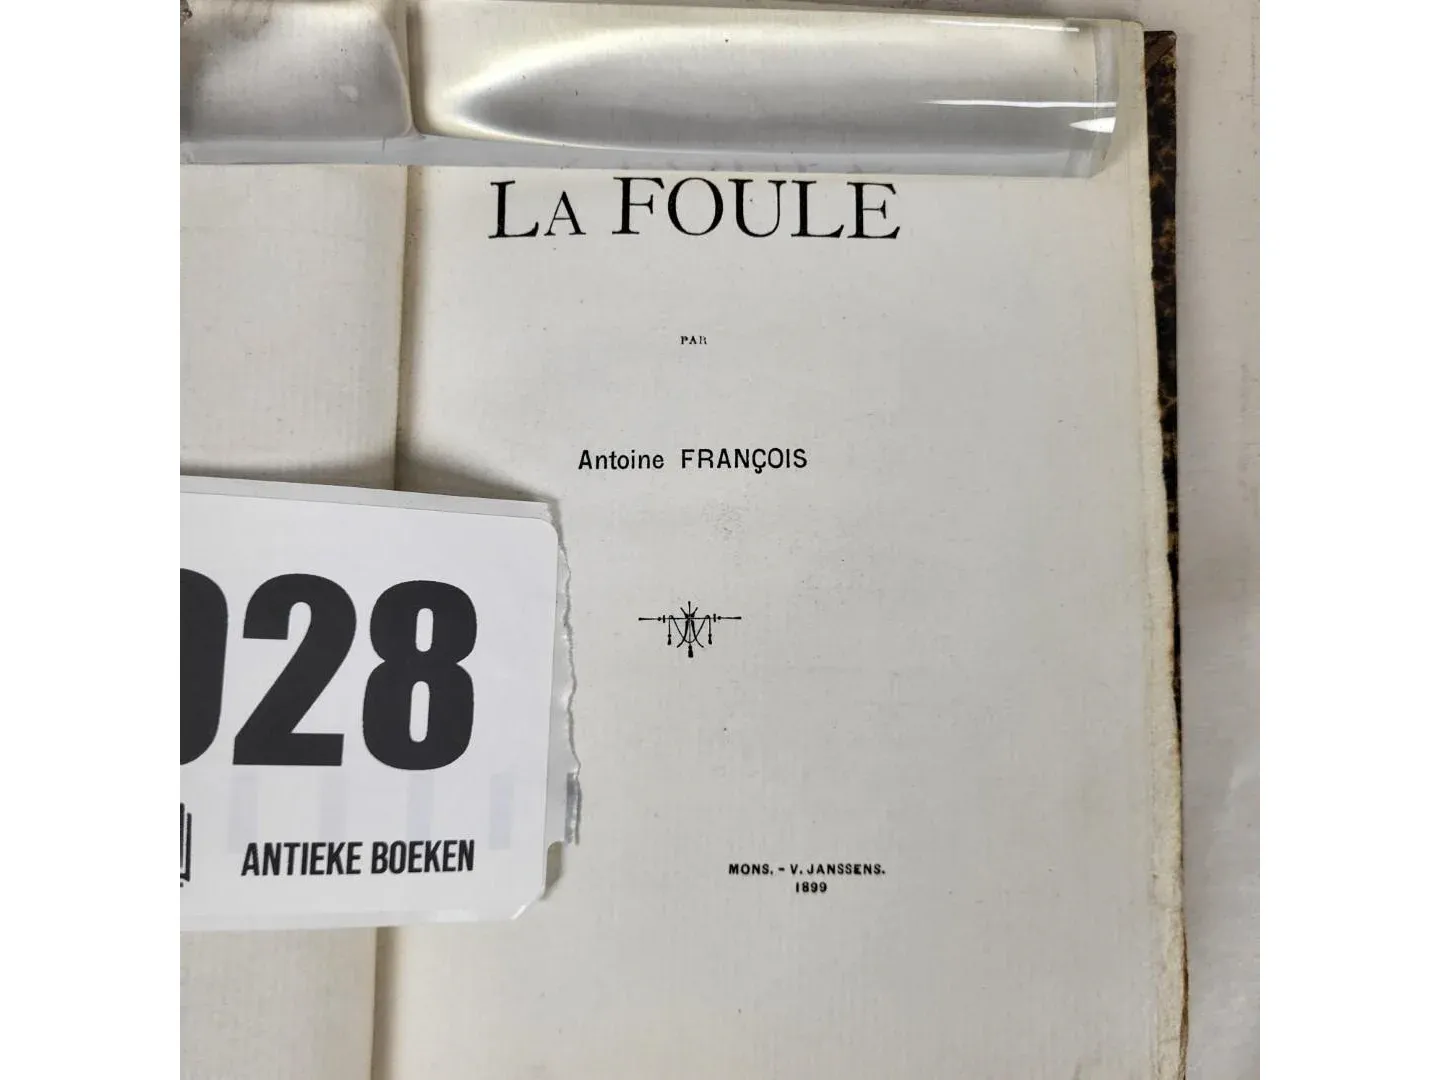 LA FOULE
PAR
Antoine FRANÇOIS
MONS. - V. JANSSENS.
1899
028
ANTIEKE BOEKEN